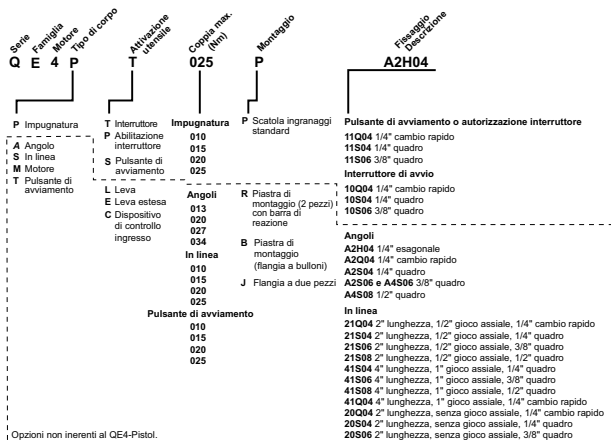 Serie
Famiglia
Motore
Tipo di corpo
Attivazione
utensile
Coppia max.
(Nm)
Montaggio
Fissaggio
Descrizione
Q E 4 P T 025 P A2H04
P Impugnatura
A Angolo
S In linea
M Motore
T Pulsante di
avviamento
T Interruttore
P Abilitazione
interruttore
S Pulsante di
avviamento
L Leva
E Leva estesa
C Dispositivo
di controllo
ingresso
Impugnatura
010
015
020
025
Angoli
013
020
027
034
In linea
010
015
020
025
Pulsante di avviamento
010
015
020
025
P Scatola ingranaggi
standard
R Piastra di
montaggio (2 pezzi)
con barra di
reazione
B Piastra di
montaggio
(flangia a bulloni)
J Flangia a due pezzi
Pulsante di avviamento o autorizzazione interruttore
11Q04 1/4" cambio rapido
11S04 1/4" quadro
11S06 3/8" quadro
Interruttore di avvio
10Q04 1/4" cambio rapido
10S04 1/4" quadro
10S06 3/8" quadro
Angoli
A2H04 1/4" esagonale
A2Q04 1/4" cambio rapido
A2S04 1/4" quadro
A2S06 e A4S06 3/8" quadro
A4S08 1/2" quadro
In linea
21Q04 2" lunghezza, 1/2" gioco assiale, 1/4" cambio rapido
21S04 2" lunghezza, 1/2" gioco assiale, 1/4" quadro
21S06 2" lunghezza, 1/2" gioco assiale, 3/8" quadro
21S08 2" lunghezza, 1/2" gioco assiale, 1/2" quadro
41S04 4" lunghezza, 1" gioco assiale, 1/4" quadro
41S06 4" lunghezza, 1" gioco assiale, 3/8" quadro
41S08 4" lunghezza, 1" gioco assiale, 1/2" quadro
41Q04 4" lunghezza, 1" gioco assiale, 1/4" cambio rapido
20Q04 2" lunghezza, senza gioco assiale, 1/4" cambio rapido
20S04 2" lunghezza, senza gioco assiale, 1/4" quadro
20S06 2" lunghezza, senza gioco assiale, 3/8" quadro
Opzioni non inerenti al QE4-Pistol.